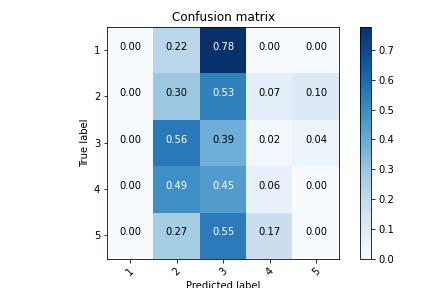 Confusion matrix
True label
1 0.00 0.22 0.78 0.00 0.00
2 0.00 0.30 0.53 0.07 0.10
3 0.00 0.56 0.39 0.02 0.04
4 0.00 0.49 0.45 0.06 0.00
5 0.00 0.27 0.55 0.17 0.00
1 2 3 4 5
Predicted label
0.7
0.6
0.5
0.4
0.3
0.2
0.1
0.0